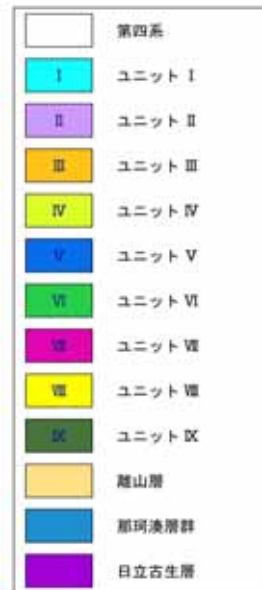 第四系
I ユニット I
II ユニット II
III ユニット III
IV ユニット IV
V ユニット V
VI ユニット VI
VII ユニット VII
VIII ユニット VIII
IX ユニット IX
離山層
那珂湊層群
日立古生層